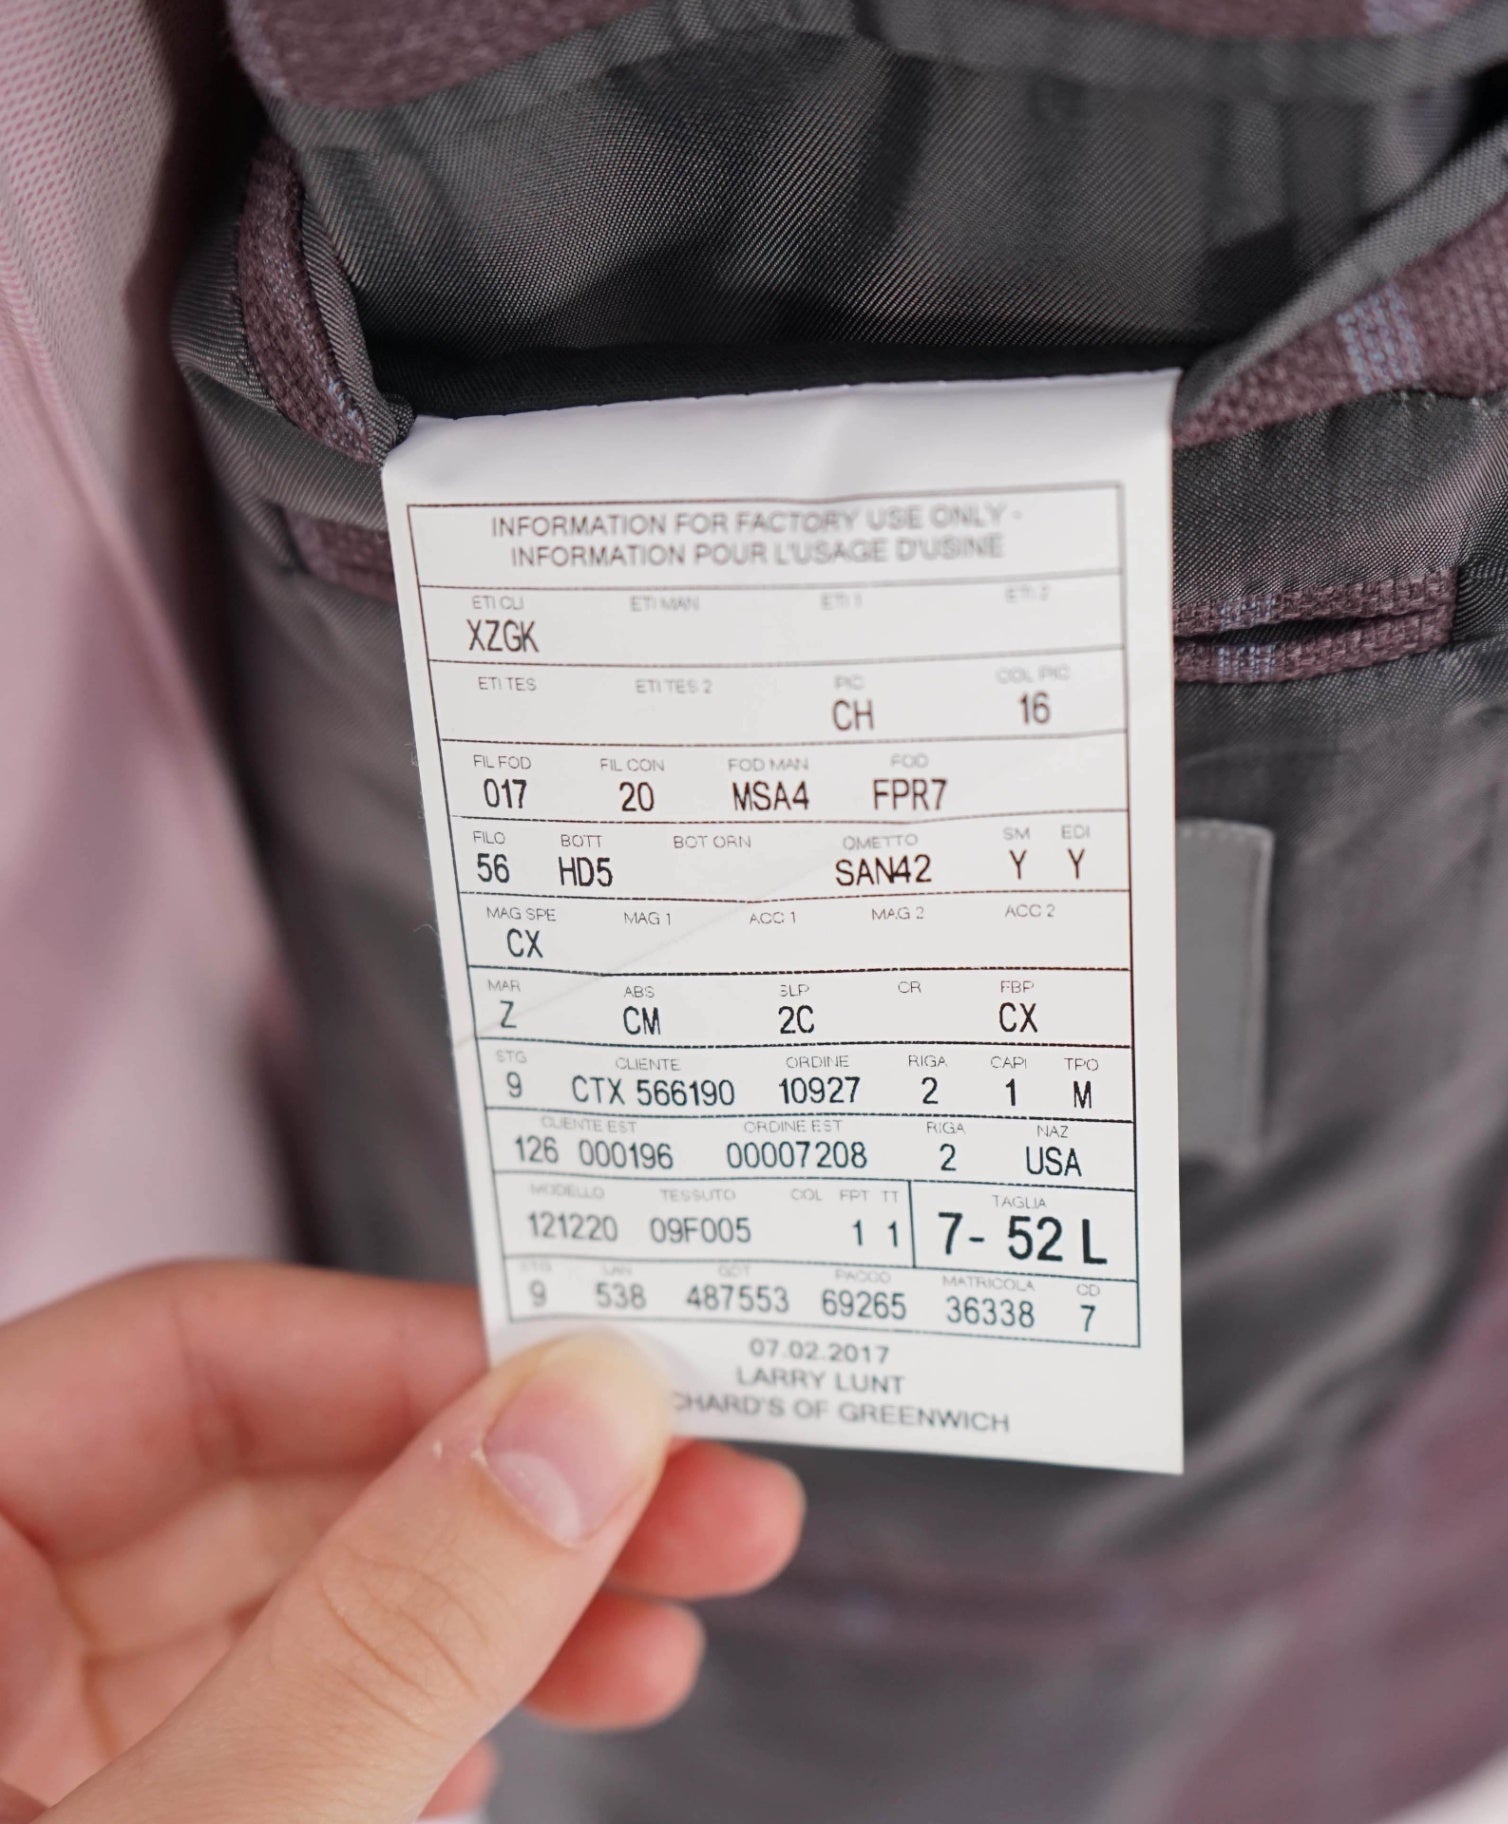 INFORMATION FOR FACTORY USE ONLY -
INFORMATION POUR L'USAGE D'USINE
ETI CLI ETI MAN ETI 1 ETI 2
XZGK
ETI TES ETI TES 2 PIC COL PIC
CH 16
FIL FOD FIL CON FOD MAN FOD
017 20 MSA4 FPR7
FILO BOTT BOT ORN OMETTO SM EDI
56 HD5 SAN42 Y Y
MAG SPE MAG 1 ACC 1 MAG 2 ACC 2
CX
MAR ABS SLP CR FBP
Z CM 2C CX
STG CLIENTE ORDINE RIGA CAPI TPO
9 CTX 566190 10927 2 1 M
CLIENTE EST ORDINE EST RIGA NAZ
126 000196 00007208 2 USA
MODELLO TESSUTO COL FPT TT TAGLIA
121220 09F005 1 1 7- 52 L
STG LAN GOT PACCO MATRICOLA CD
9 538 487553 69265 36338 7
07.02.2017
LARRY LUNT
CHARD'S OF GREENWICH